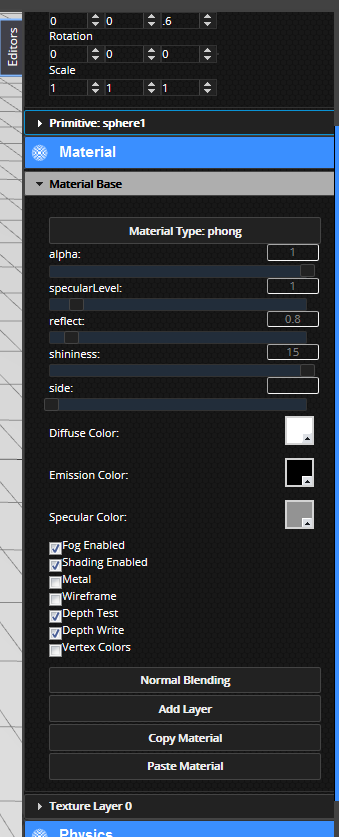 Editors
0 0 .6
Rotation
0 0 0 0
Scale
1 1 1
Primitive: sphere1
Material
Material Base
Material Type: phong
alpha: 1
specularLevel: 1
reflect: 0.8
shininess: 15
side:
Diffuse Color:
Emission Color:
Specular Color:
Fog Enabled
Shading Enabled
Metal
Wireframe
Depth Test
Depth Write
Vertex Colors
Normal Blending
Add Layer
Copy Material
Paste Material
Texture Layer 0
Physics